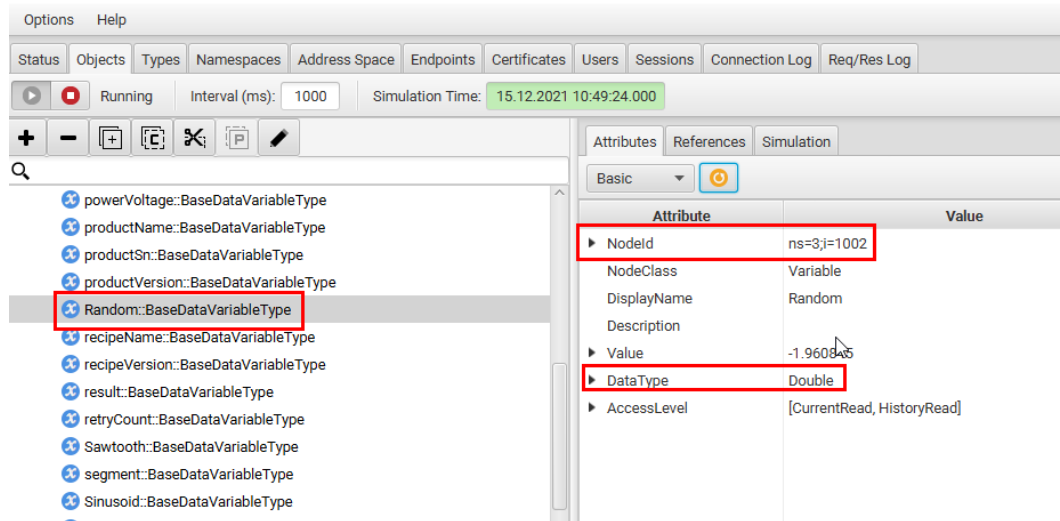 Options Help
Status Objects Types Namespaces Address Space Endpoints Certificates Users Sessions Connection Log Req/Res Log
Running Interval (ms): 1000 Simulation Time: 15.12.2021 10:49:24.000
Attributes References Simulation
Basic
powerVoltage::BaseDataVariableType
productName::BaseDataVariableType
productSn::BaseDataVariableType
productVersion::BaseDataVariableType
Random::BaseDataVariableType
recipeName::BaseDataVariableType
recipeVersion::BaseDataVariableType
result::BaseDataVariableType
retryCount::BaseDataVariableType
Sawtooth::BaseDataVariableType
segment::BaseDataVariableType
Sinusoid::BaseDataVariableType
Attribute Value
NodeId ns=3;i=1002
NodeClass Variable
DisplayName Random
Description
Value
DataType Double
AccessLevel [CurrentRead, HistoryRead]